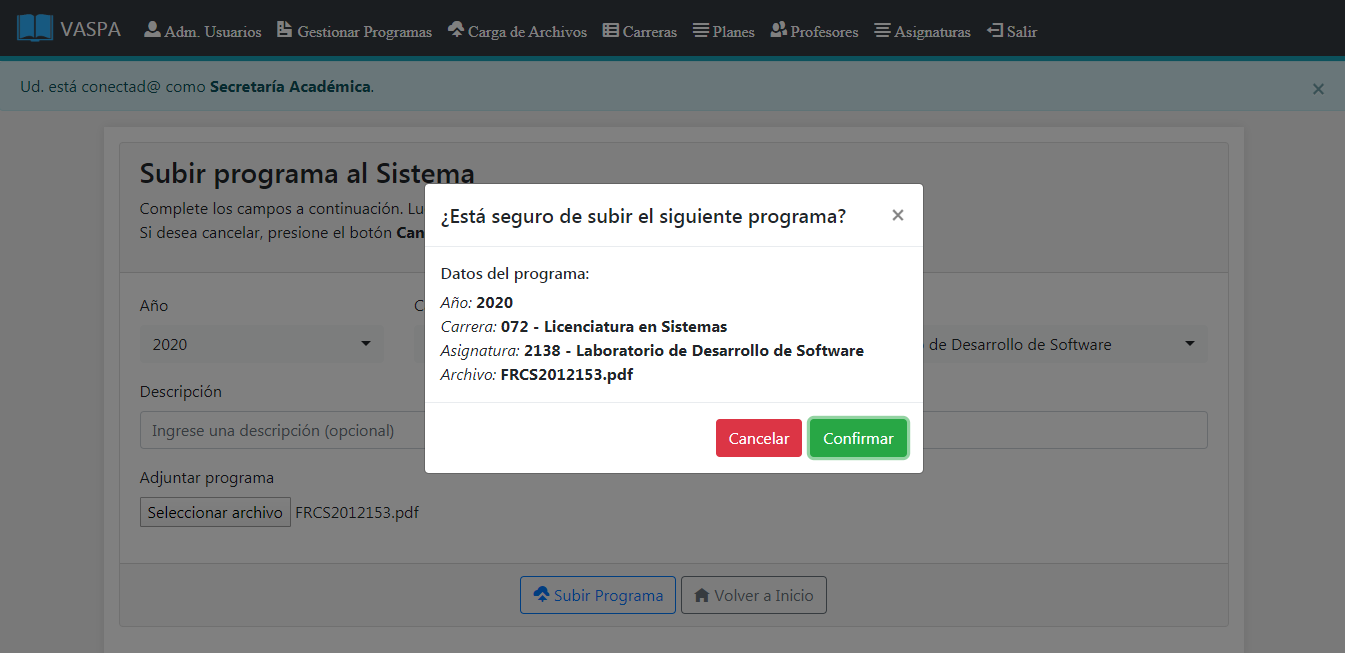 VASPA Adm. Usuarios Gestionar Programas Carga de Archivos Carreras Planes Profesores Asignaturas Salir
Ud. está conectad@ como Secretaría Académica.
×
Subir programa al Sistema
Complete los campos a continuación. Lu
Si desea cancelar, presione el botón Can
¿Está seguro de subir el siguiente programa?
×
Datos del programa:
Año: 2020
Carrera: 072 - Licenciatura en Sistemas
Asignatura: 2138 - Laboratorio de Desarrollo de Software
Archivo: FRCS2012153.pdf
Cancelar Confirmar
Año
2020
de Desarrollo de Software
Descripción
Ingrese una descripción (opcional)
Adjuntar programa
Seleccionar archivo FRCS2012153.pdf
Subir Programa Volver a Inicio